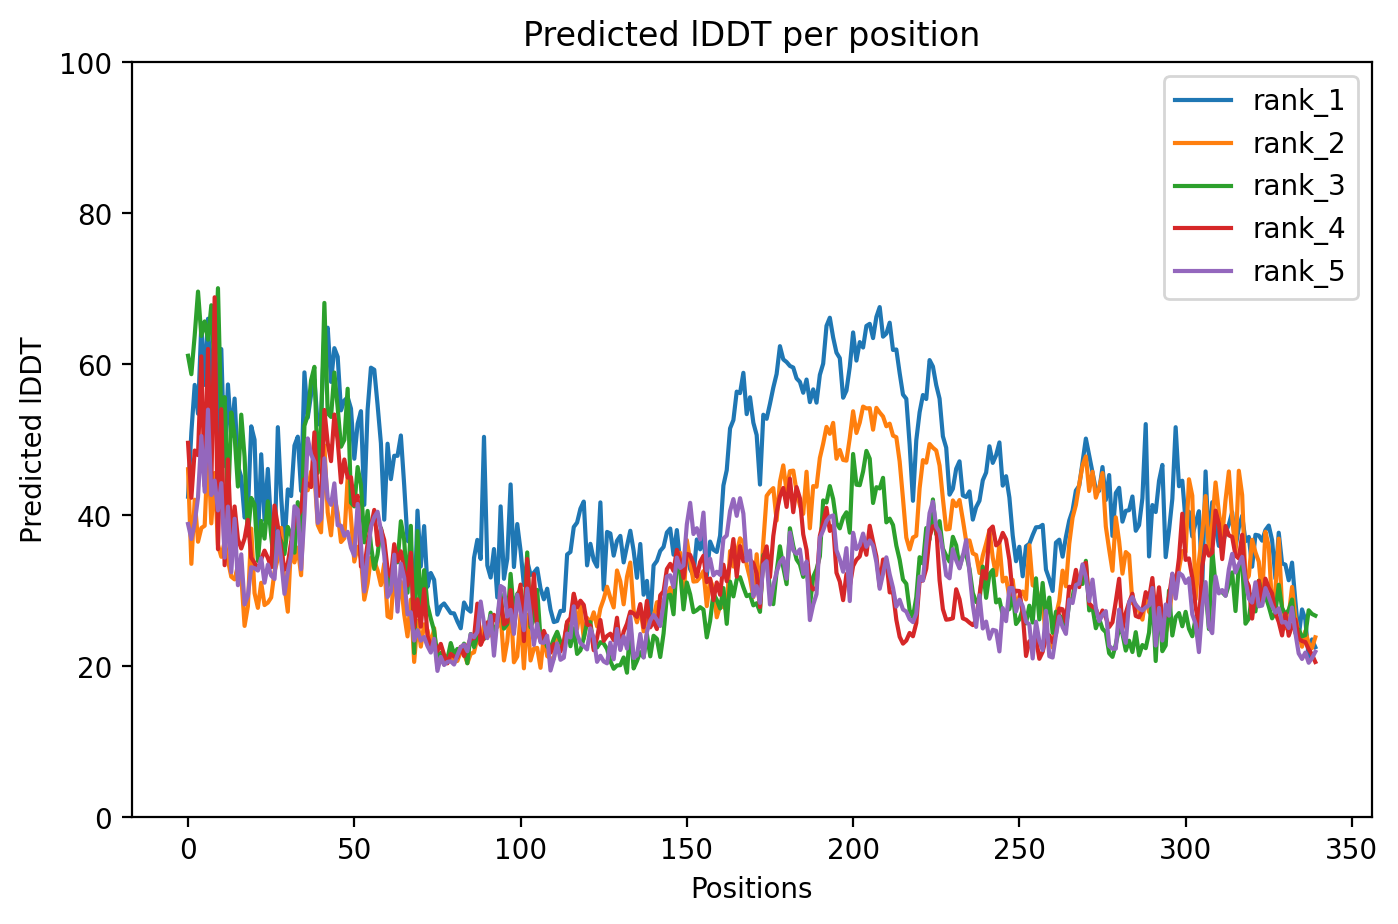 Predicted lDDT per position
100
80
60
40
20
0
Predicted lDDT
0 50 100 150 200 250 300 350
Positions
rank_1
rank_2
rank_3
rank_4
rank_5